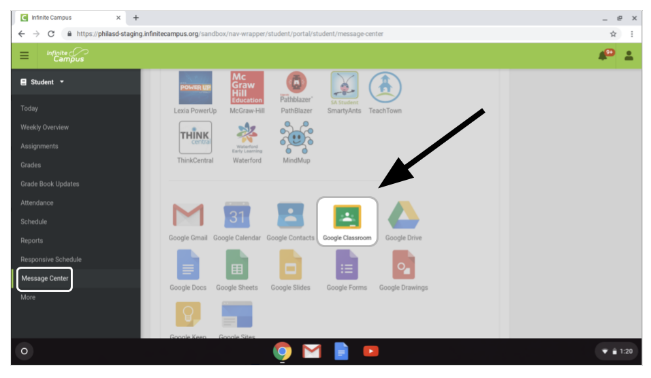 Infinite Campus
https://philasd-staging.infinitecampus.org/sandbox/nav-wrapper/student/portal/student/message-center
Infinite Campus
Student
Today
Weekly Overview
Assignments
Grades
Grade Book Updates
Attendance
Schedule
Reports
Responsive Schedule
Message Center
More
POWER UP
Mc Graw Hill Education
Pathblazer
SA Student
Lexia PowerUp McGraw-Hill PathBlazer SmartyAnts TeachTown
THINK central
Waterford
Early Learning
ThinkCentral Waterford MindMup
31
Google Gmail Google Calendar Google Contacts Google Classroom Google Drive
Google Docs Google Sheets Google Slides Google Forms Google Drawings
Google Keep Google Sites
1:20